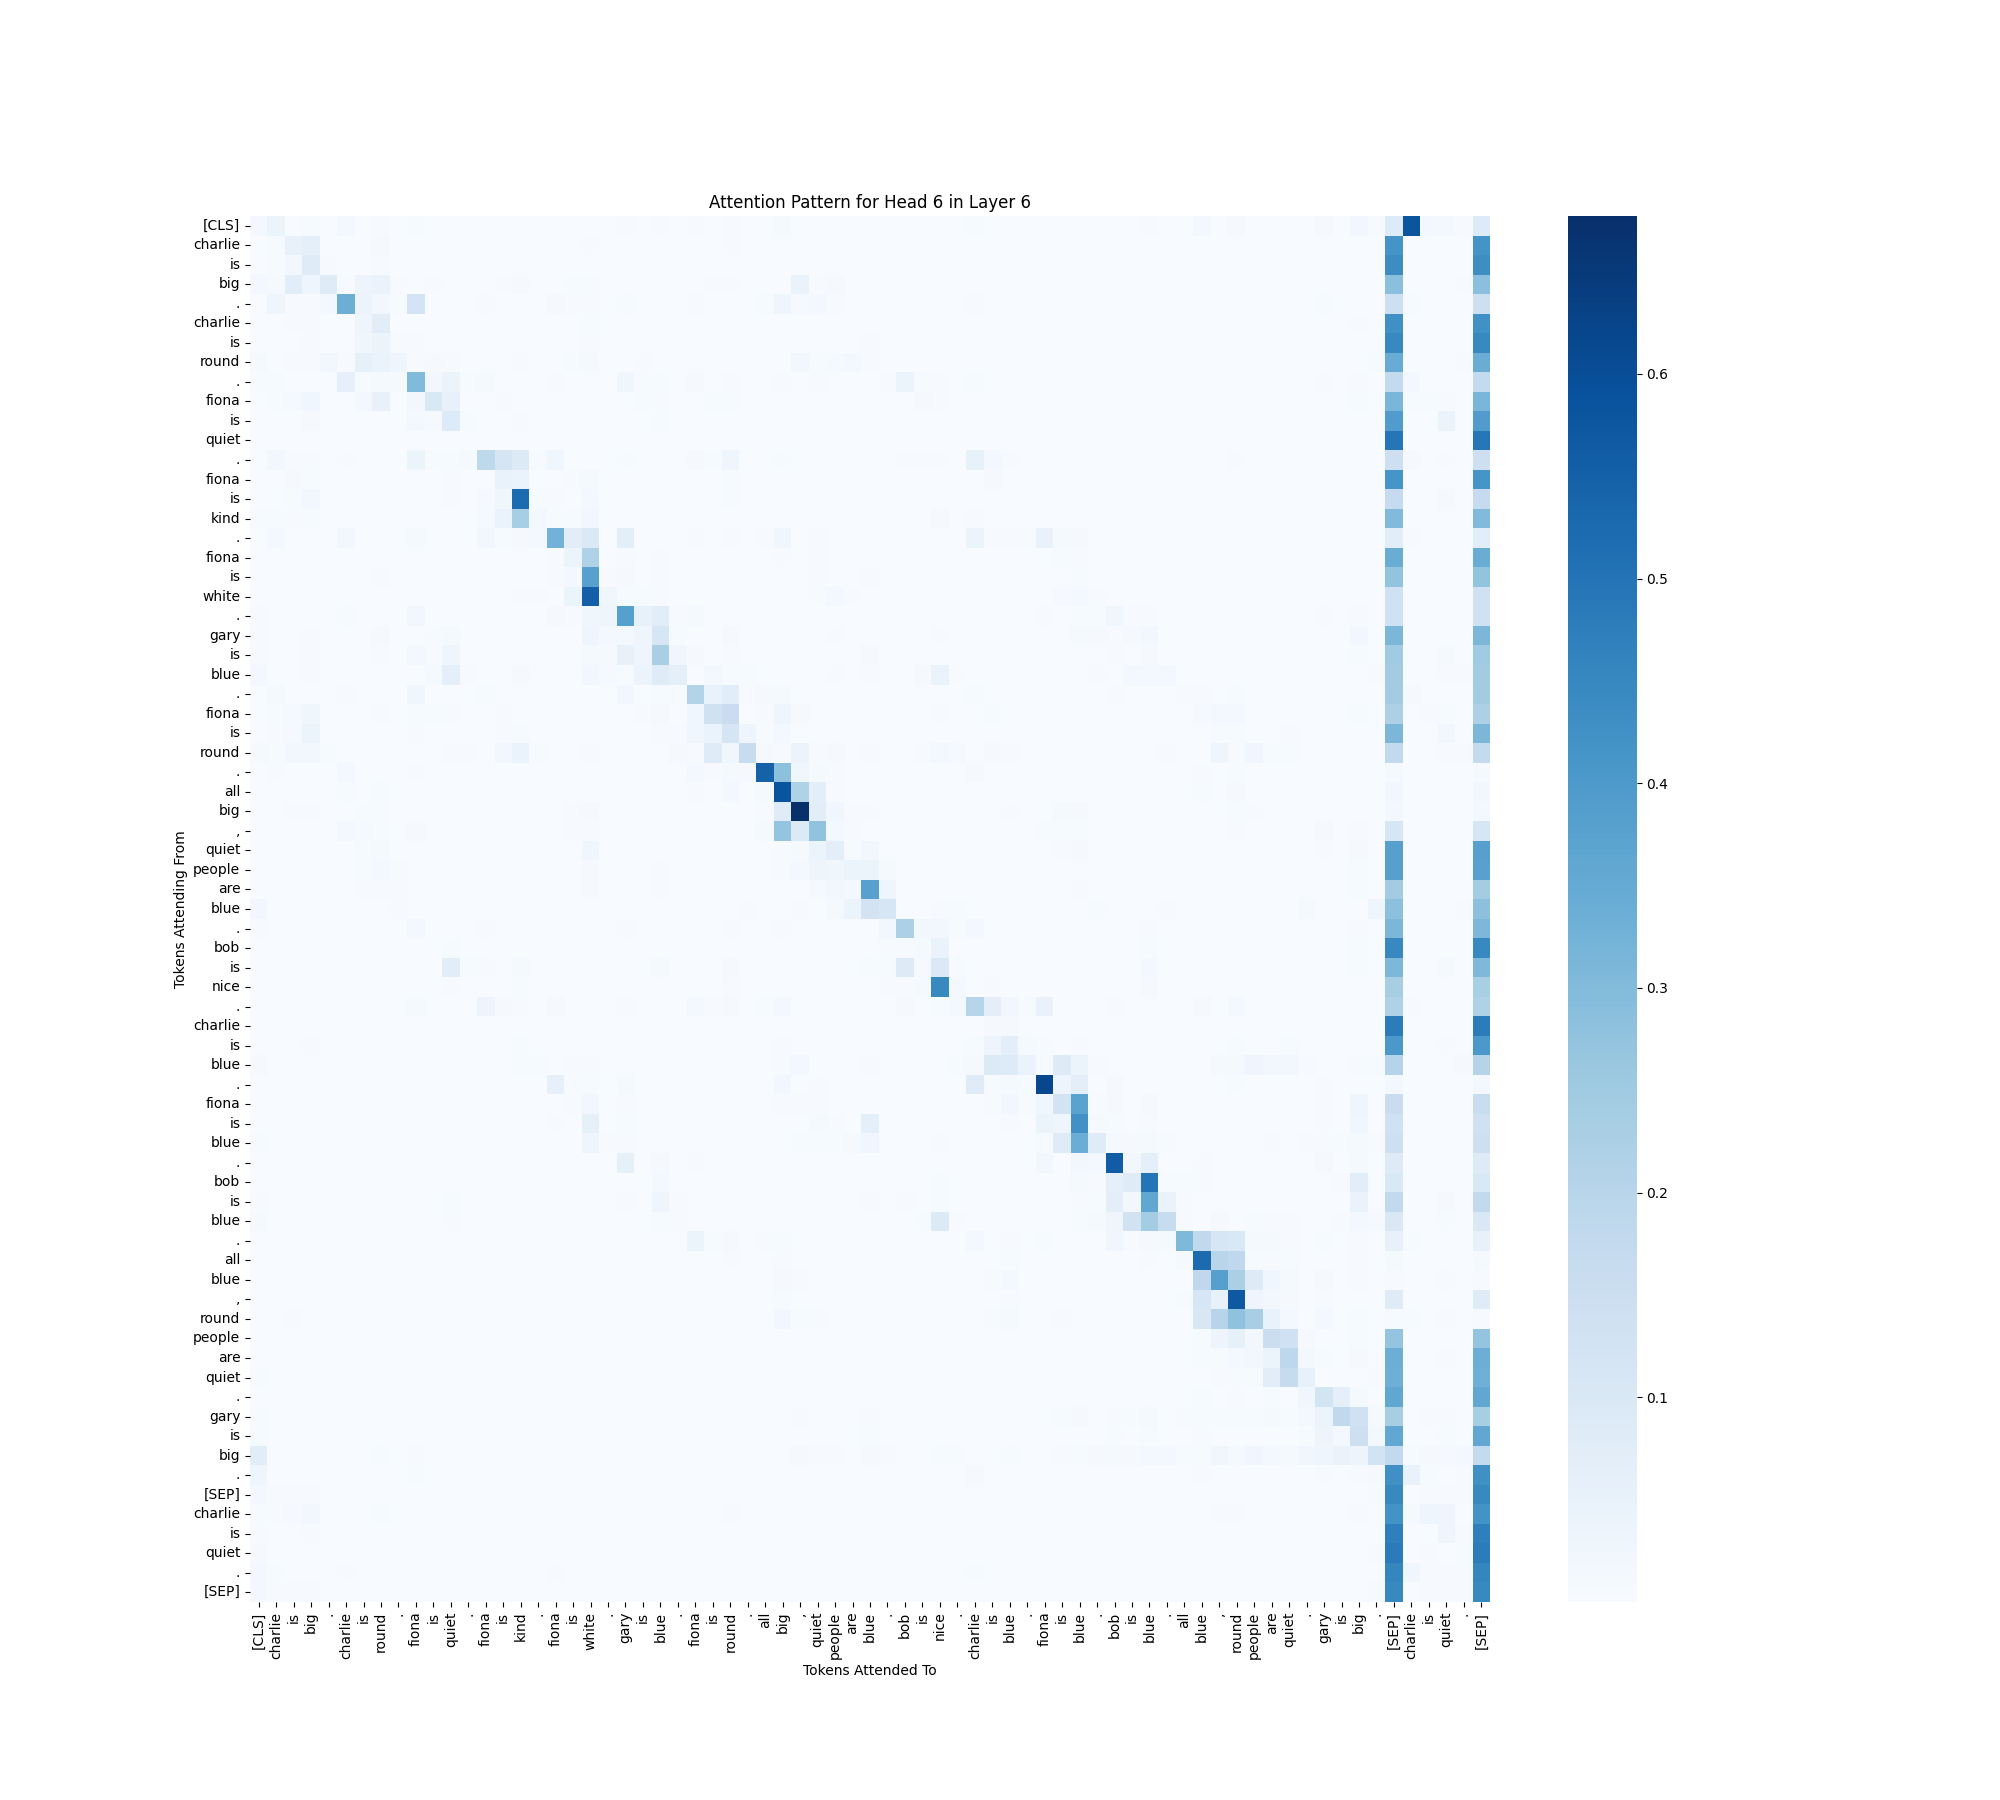 Attention Pattern for Head 6 in Layer 6
Tokens Attending From
[CLS]
charlie
is
big
.
charlie
is
round
.
fiona
is
quiet
.
fiona
is
kind
.
fiona
is
white
.
gary
is
blue
.
fiona
is
round
.
all
big
,
quiet
people
are
blue
.
bob
is
nice
.
charlie
is
blue
.
fiona
is
blue
.
bob
is
blue
.
all
blue
,
round
people
are
quiet
.
gary
is
big
.
[SEP]
charlie
is
quiet
.
[SEP]
[CLS] charlie is big . charlie is round . fiona is quiet . fiona is kind . fiona is white . gary is blue . fiona is round . all big , quiet people are blue . bob is nice . charlie is blue . fiona is blue . bob is blue . all blue , round people are quiet . gary is big . [SEP] charlie is quiet . [SEP]
Tokens Attended To
0.6
0.5
0.4
0.3
0.2
0.1